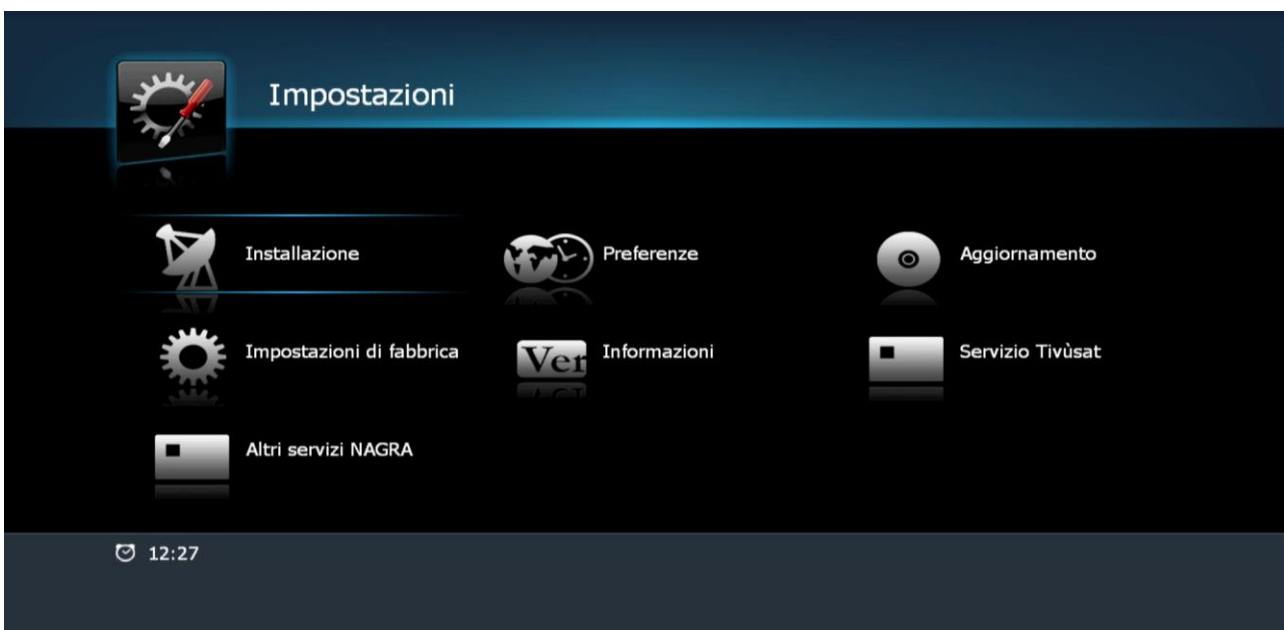 Impostazioni
Installazione
Preferenze
Aggiornamento
Impostazioni di fabbrica
Ver
Informazioni
Servizio Tivùsat
Altri servizi NAGRA
12:27